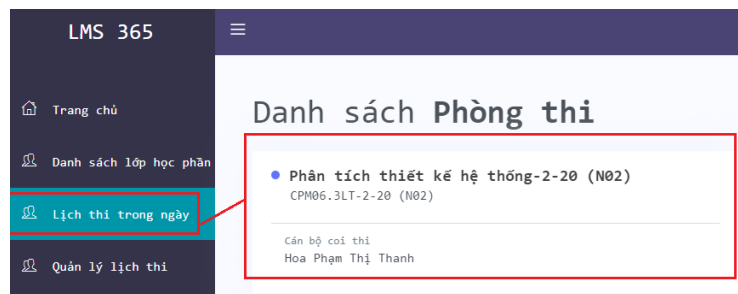 LMS 365
Trang chủ
Danh sách lớp học phần
Lịch thi trong ngày
Quản lý lịch thi
Danh sách Phòng thi
Phân tích thiết kế hệ thống-2-20 (N02)
CPM06.3LT-2-20 (N02)
Cán bộ coi thi
Hoa Phạm Thị Thanh